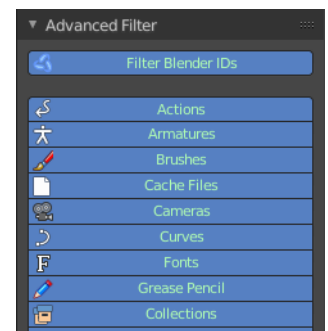 Advanced Filter
Filter Blender IDs
Actions
Armatures
Brushes
Cache Files
Cameras
Curves
Fonts
Grease Pencil
Collections